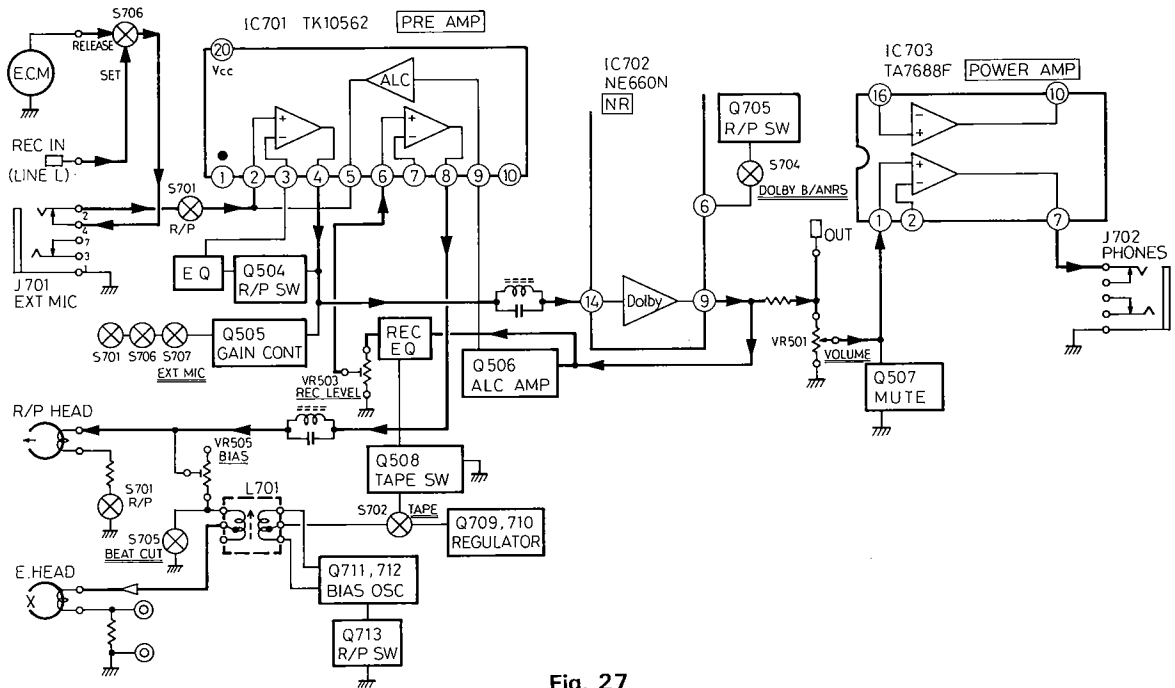 S706
RELEASE
SET
E.C.M
REC IN
(LINE L)
IC701 TK10562 PRE AMP
20
Vcc
ALC
+
−
+
−
1 2 3 4 5 6 7 8 9 10
S701
R/P
2
4
7
3
1
J701
EXT MIC
EQ
Q504
R/P SW
S701 S706 S707
EXT MIC
Q505
GAIN CONT
IC702
NE660N
NR
14
Dolby
9
6
Q705
R/P SW
S704
DOLBY B/ANRS
IC703
TA7688F POWER AMP
16
10
−
+
+
−
1 2
7
OUT
VR501
VOLUME
Q507
MUTE
J702
PHONES
REC
EQ
VR503
REC LEVEL
Q506
ALC AMP
R/P HEAD
VR505
BIAS
S701
R/P
S705
BEAT CUT
L701
Q508
TAPE SW
S702
TAPE
Q709,710
REGULATOR
Q711,712
BIAS OSC
Q713
R/P SW
E.HEAD
X
Fig. 27